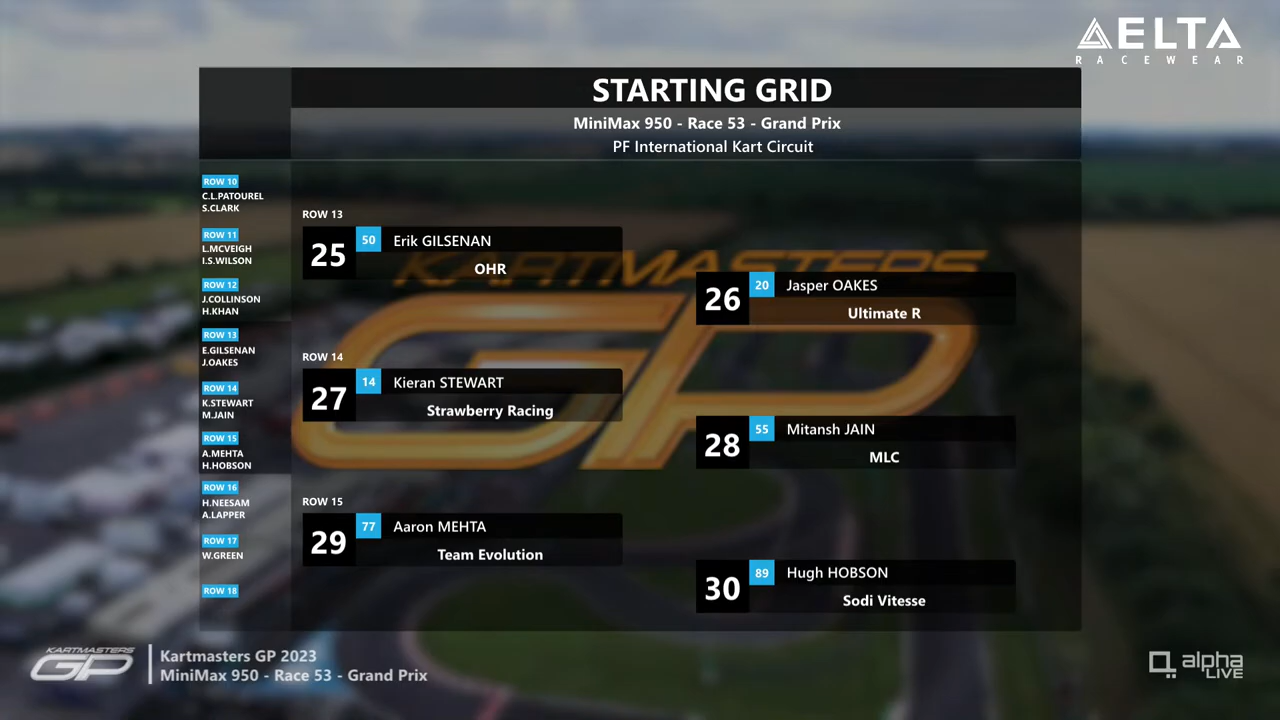 AELTA
RACEWEAR
STARTING GRID
MiniMax 950 - Race 53 - Grand Prix
PF International Kart Circuit
ROW 10
C.L.PATOUREL
S.CLARK
ROW 11
L.MCVEIGH
I.S.WILSON
ROW 12
J.COLLINSON
H.KHAN
ROW 13
E.GILSENAN
J.OAKES
ROW 14
K.STEWART
M.JAIN
ROW 15
A.MEHTA
H.HOBSON
ROW 16
H.NEESAM
A.LAPPER
ROW 17
W.GREEN
ROW 18
ROW 13
25 50 Erik GILSENAN
OHR
26 20 Jasper OAKES
Ultimate R
ROW 14
27 14 Kieran STEWART
Strawberry Racing
28 55 Mitansh JAIN
MLC
ROW 15
29 77 Aaron MEHTA
Team Evolution
30 89 Hugh HOBSON
Sodi Vitesse
KARTMASTERS
GP
KARTMASTERS
GP
Kartmasters GP 2023
MiniMax 950 - Race 53 - Grand Prix
alpha
LIVE